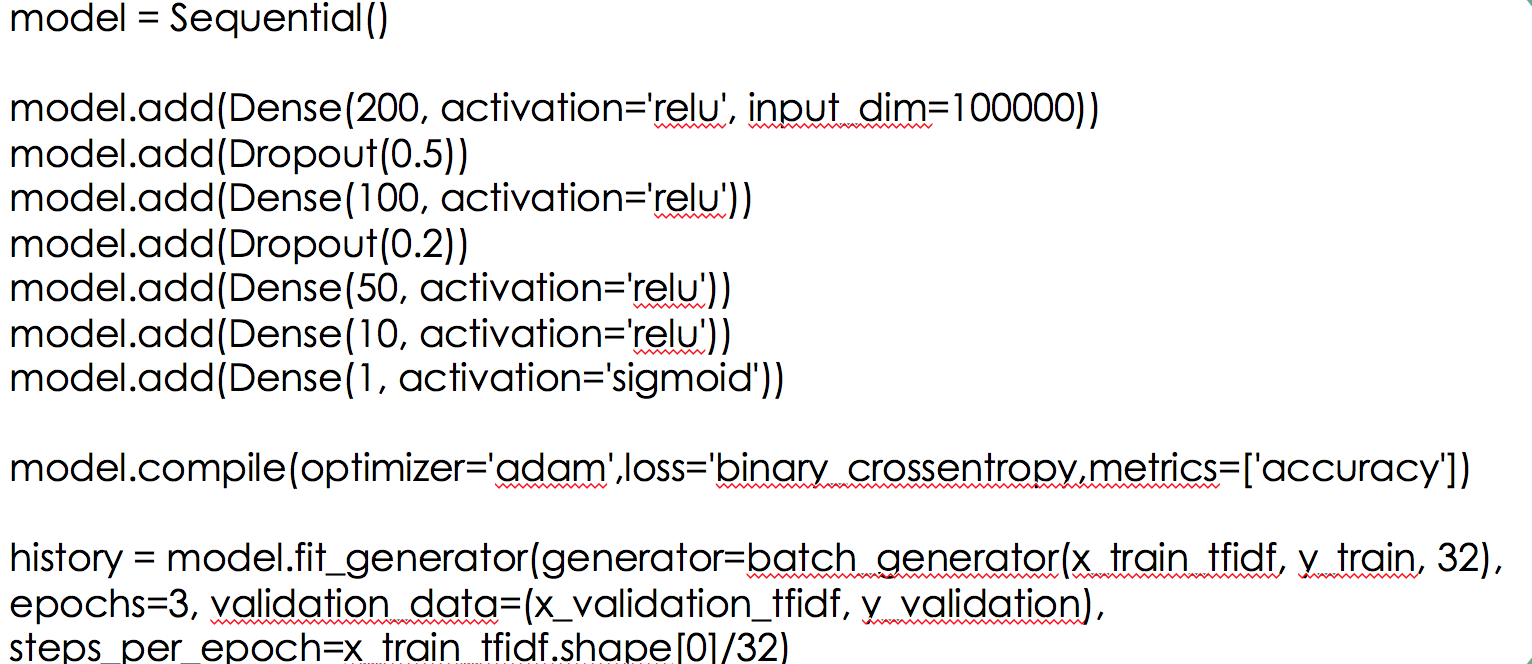 model = Sequential()
model.add(Dense(200, activation='relu', input_dim=100000))
model.add(Dropout(0.5))
model.add(Dense(100, activation='relu'))
model.add(Dropout(0.2))
model.add(Dense(50, activation='relu'))
model.add(Dense(10, activation='relu'))
model.add(Dense(1, activation='sigmoid'))
model.compile(optimizer='adam',loss='binary_crossentropy,metrics=['accuracy'])
history = model.fit_generator(generator=batch_generator(x_train_tfidf, y_train, 32),
epochs=3, validation_data=(x_validation_tfidf, y_validation),
steps_per_epoch=x_train_tfidf.shape[0]/32)